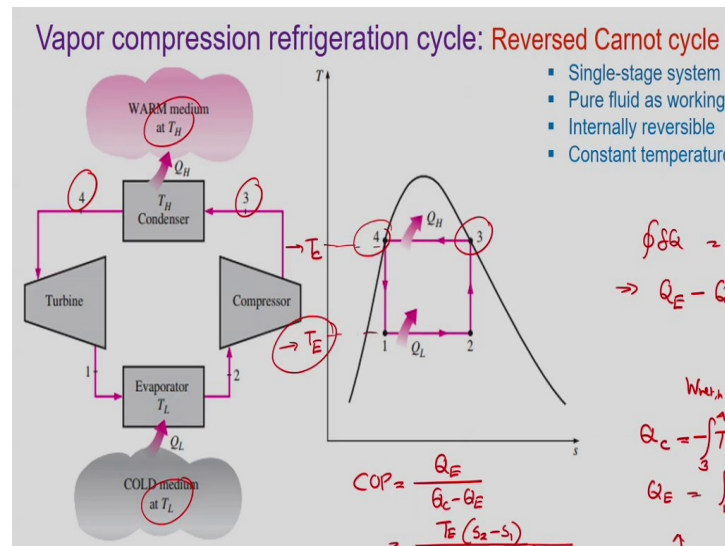 Vapor compression refrigeration cycle: Reversed Carnot cycle
Single-stage system
Pure fluid as working
Internally reversible
Constant temperature
WARM medium
at T_H
Q_H
4
3
T_H
Condenser
Turbine
Compressor
1
2
Evaporator
T_L
Q_L
COLD medium
at T_L
T
→ T_C
4
Q_H
3
→ T_E
1
Q_L
2
s
∮δQ =
⇒ Q_E − Q
Q_C = −∫ T
3
Q_E = ∫
COP = Q_E / Q_C − Q_E
= T_E (S_2 − S_1)